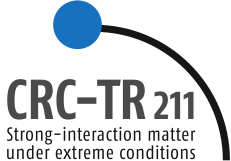 CRC-TR 211
Strong-interaction matter
under extreme conditions